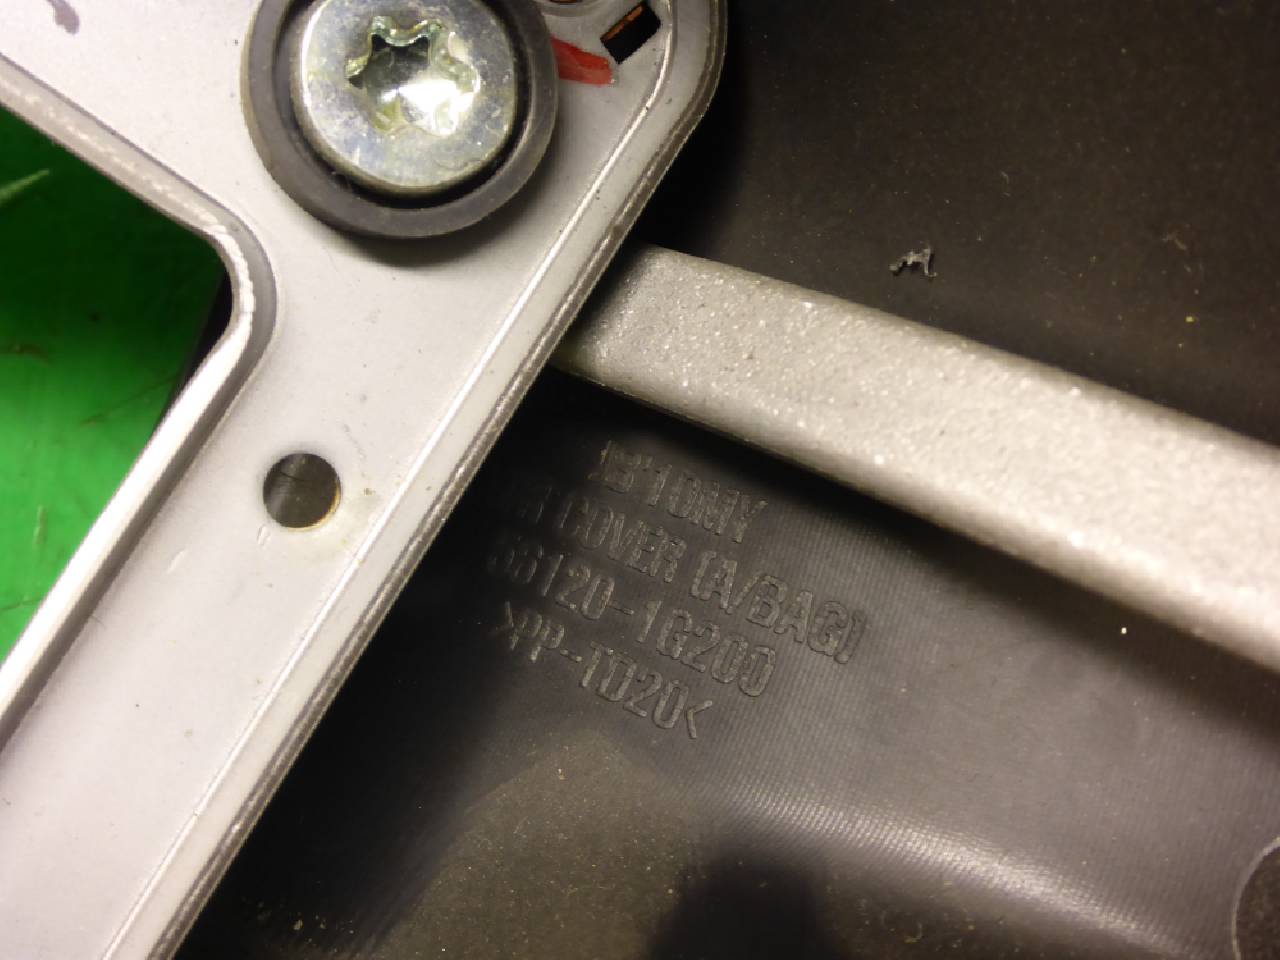 COVER (A/BAG)
56120-1G200
>PP-TD20<